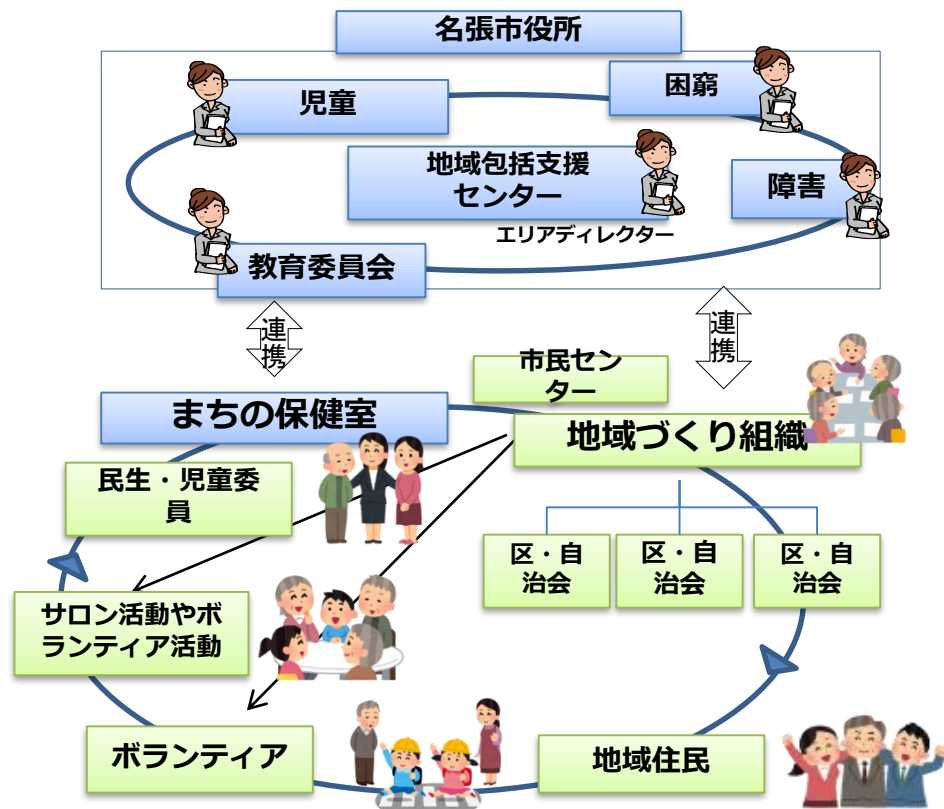 名張市役所
児童
困窮
地域包括支援
センター
障害
エリアディレクター
教育委員会
連携
連携
市民セン
ター
まちの保健室
地域づくり組織
民生・児童委
員
区・自
治会
区・自
治会
区・自
治会
サロン活動やボ
ランティア活動
ボランティア
地域住民